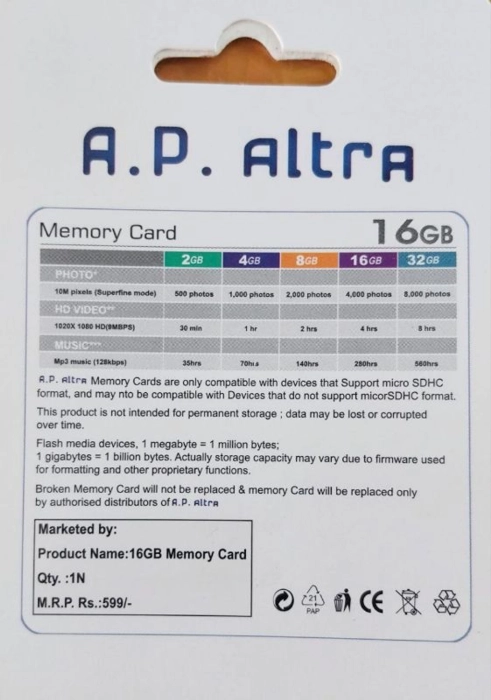 A.P. Altra
Memory Card 16GB
2GB 4GB 8GB 16GB 32GB
PHOTO*
10M pixels (Superfine mode) 500 photos 1,000 photos 2,000 photos 4,000 photos 8,000 photos
HD VIDEO**
1020X 1080 HD(9MBPS) 30 min 1 hr 2 hrs 4 hrs 8 hrs
MUSIC***
Mp3 music (128kbps) 35hrs 70hrs 140hrs 280hrs 560hrs
A.P. Altra Memory Cards are only compatible with devices that Support micro SDHC
format, and may nto be compatible with Devices that do not support micorSDHC format.
This product is not intended for permanent storage ; data may be lost or corrupted
over time.
Flash media devices, 1 megabyte = 1 million bytes;
1 gigabytes = 1 billion bytes. Actually storage capacity may vary due to firmware used
for formatting and other proprietary functions.
Broken Memory Card will not be replaced & memory Card will be replaced only
by authorised distributors of A.P. Altra
Marketed by:
Product Name:16GB Memory Card
Qty. :1N
M.R.P. Rs.:599/-
21
PAP
CE